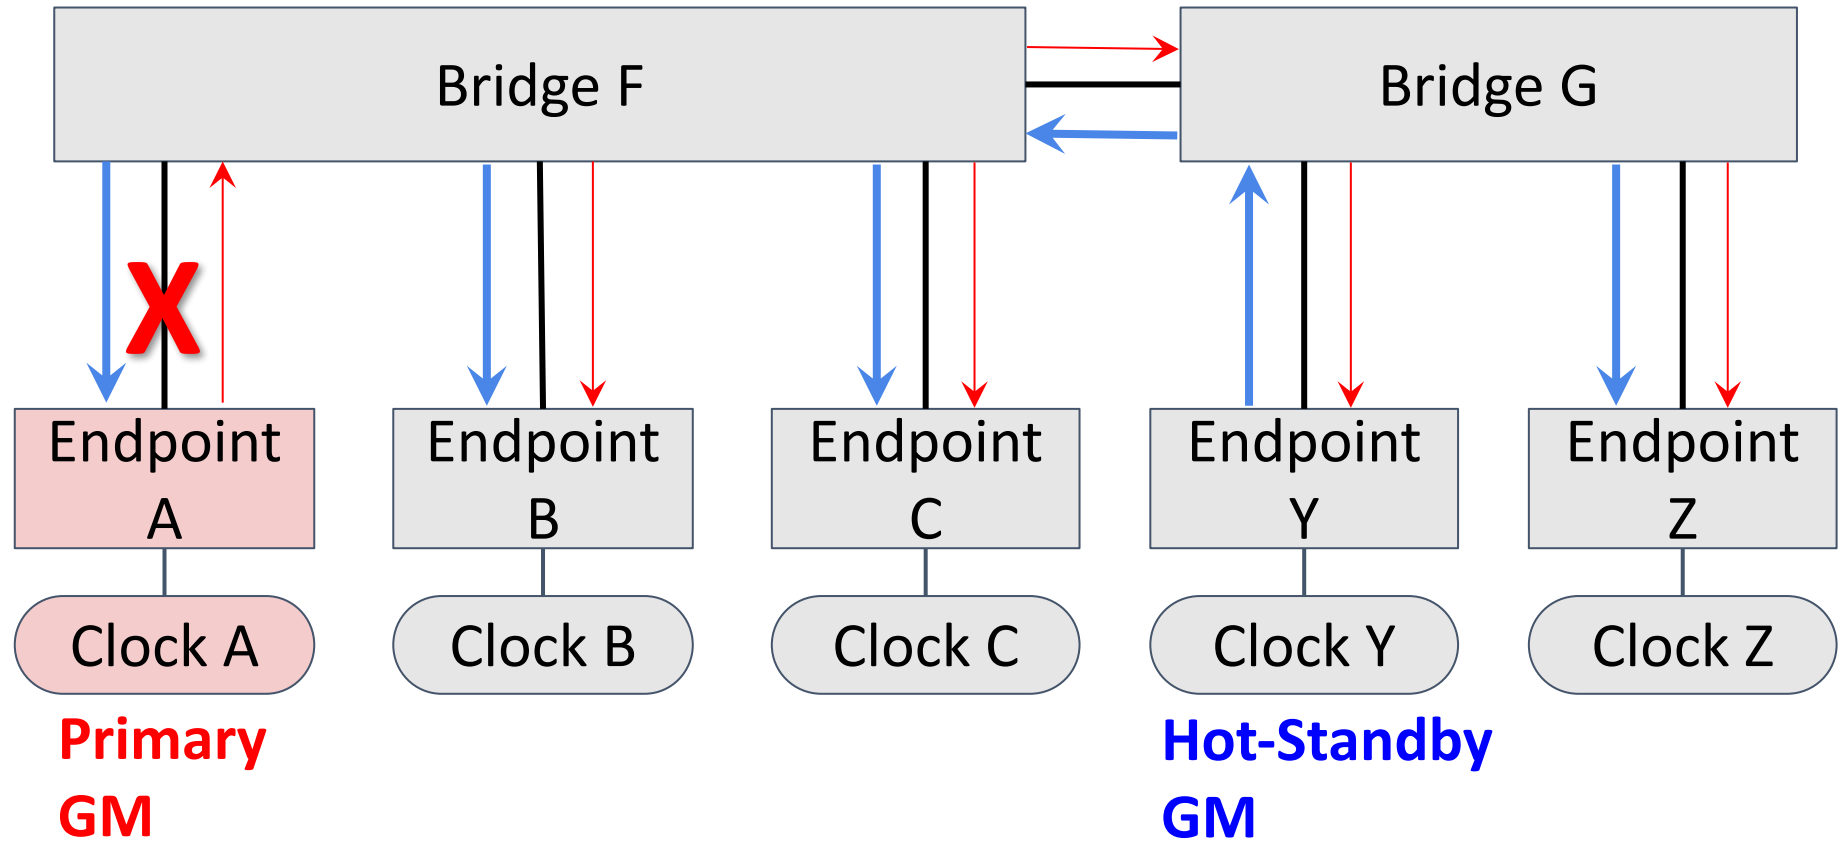 Bridge F
Bridge G
X
Endpoint
A
Endpoint
B
Endpoint
C
Endpoint
Y
Endpoint
Z
Clock A
Clock B
Clock C
Clock Y
Clock Z
Primary
GM
Hot-Standby
GM